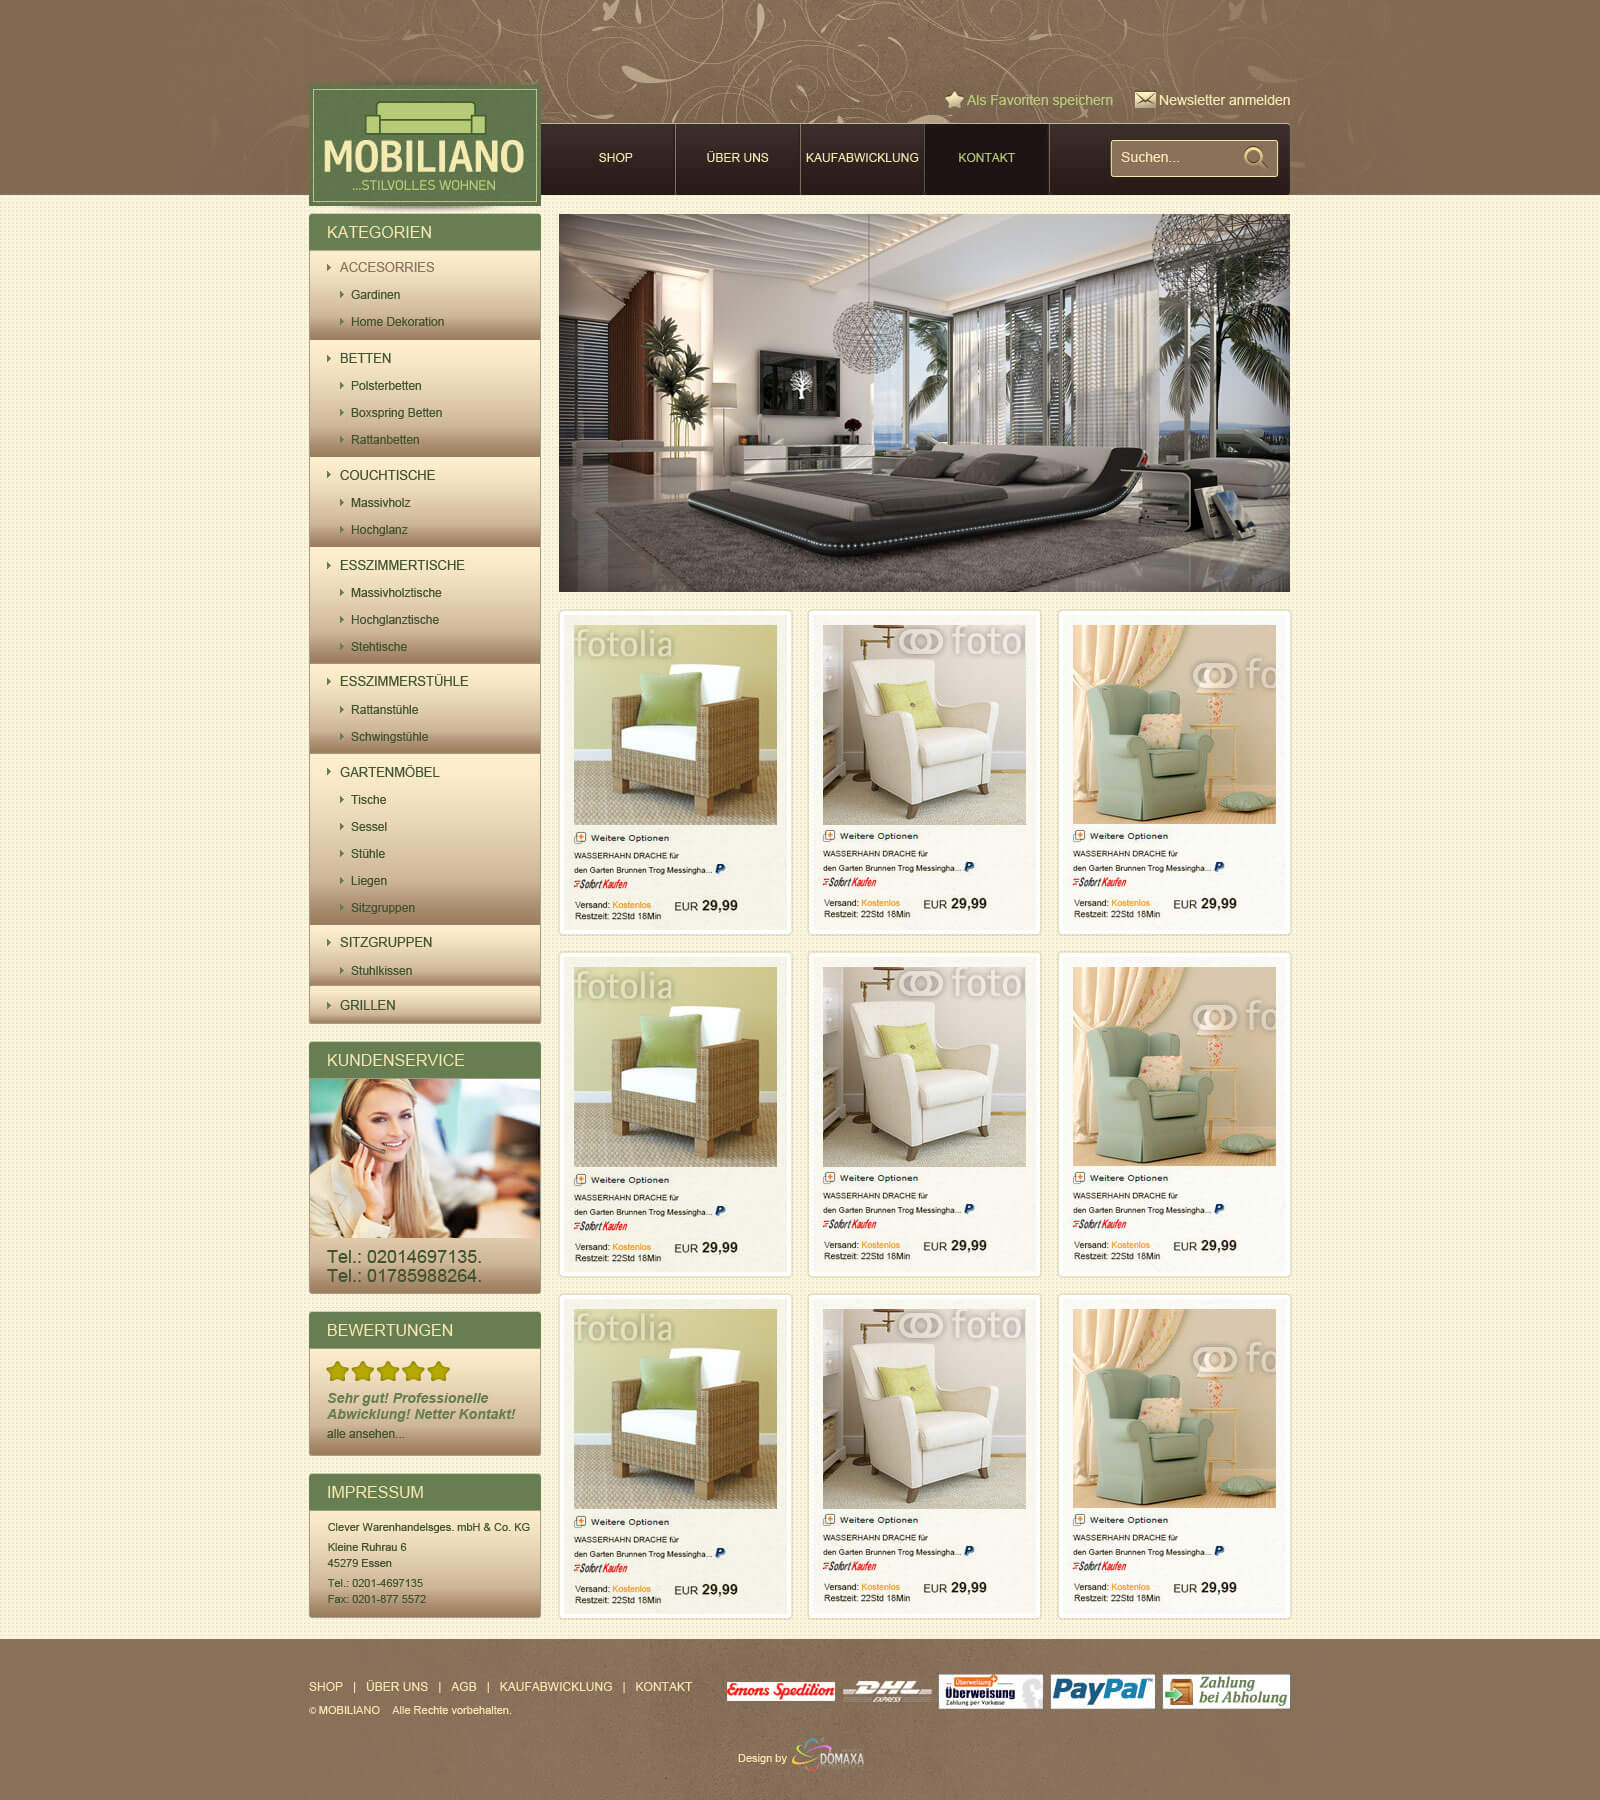 Als Favoriten speichern
Newsletter anmelden
MOBILIANO
...STILVOLLES WOHNEN
SHOP
ÜBER UNS
KAUFABWICKLUNG
KONTAKT
Suchen...
KATEGORIEN
ACCESORRIES
Gardinen
Home Dekoration
BETTEN
Polsterbetten
Boxspring Betten
Rattanbetten
COUCHTISCHE
Massivholz
Hochglanz
ESSZIMMERTISCHE
Massivholztische
Hochglanztische
Stehtische
ESSZIMMERSTÜHLE
Rattanstühle
Schwingstühle
GARTENMÖBEL
Tische
Sessel
Stühle
Liegen
Sitzgruppen
SITZGRUPPEN
Stuhlkissen
GRILLEN
KUNDENSERVICE
Tel.: 02014697135.
Tel.: 01785988264.
BEWERTUNGEN
Sehr gut! Professionelle
Abwicklung! Netter Kontakt!
alle ansehen...
IMPRESSUM
Clever Warenhandelsges. mbH & Co. KG
Kleine Ruhrau 6
45279 Essen
Tel.: 0201-4697135
Fax: 0201-877 5572
fotolia
Weitere Optionen
WASSERHAHN DRACHE für
den Garten Brunnen Trog Messingha... P
Sofort Kaufen
Versand: Kostenlos
EUR 29,99
Restzeit: 22Std 18Min
foto
Weitere Optionen
WASSERHAHN DRACHE für
den Garten Brunnen Trog Messingha... P
Sofort Kaufen
Versand: Kostenlos
EUR 29,99
Restzeit: 22Std 18Min
fo
Weitere Optionen
WASSERHAHN DRACHE für
den Garten Brunnen Trog Messingha... P
Sofort Kaufen
Versand: Kostenlos
EUR 29,99
Restzeit: 22Std 18Min
fotolia
Weitere Optionen
WASSERHAHN DRACHE für
den Garten Brunnen Trog Messingha... P
Sofort Kaufen
Versand: Kostenlos
EUR 29,99
Restzeit: 22Std 18Min
foto
Weitere Optionen
WASSERHAHN DRACHE für
den Garten Brunnen Trog Messingha... P
Sofort Kaufen
Versand: Kostenlos
EUR 29,99
Restzeit: 22Std 18Min
fo
Weitere Optionen
WASSERHAHN DRACHE für
den Garten Brunnen Trog Messingha... P
Sofort Kaufen
Versand: Kostenlos
EUR 29,99
Restzeit: 22Std 18Min
fotolia
Weitere Optionen
WASSERHAHN DRACHE für
den Garten Brunnen Trog Messingha... P
Sofort Kaufen
Versand: Kostenlos
EUR 29,99
Restzeit: 22Std 18Min
foto
Weitere Optionen
WASSERHAHN DRACHE für
den Garten Brunnen Trog Messingha... P
Sofort Kaufen
Versand: Kostenlos
EUR 29,99
Restzeit: 22Std 18Min
fo
Weitere Optionen
WASSERHAHN DRACHE für
den Garten Brunnen Trog Messingha... P
Sofort Kaufen
Versand: Kostenlos
EUR 29,99
Restzeit: 22Std 18Min
SHOP | ÜBER UNS | AGB | KAUFABWICKLUNG | KONTAKT
© MOBILIANO Alle Rechte vorbehalten.
Emons Spedition
DHL
EXPRESS
Überweisung
Überweisung
Zahlung per Vorkasse
PayPal
Zahlung
bei Abholung
Design by DOMAXA